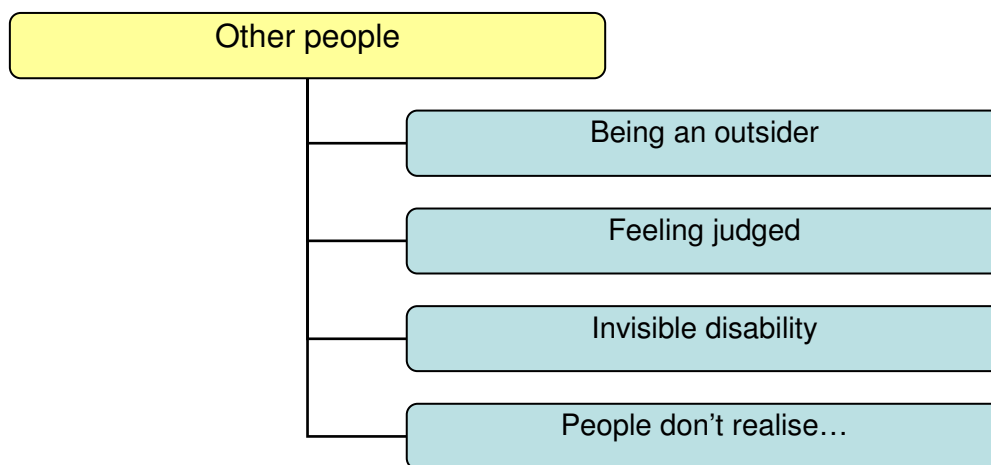 Other people
Being an outsider
Feeling judged
Invisible disability
People don’t realise…